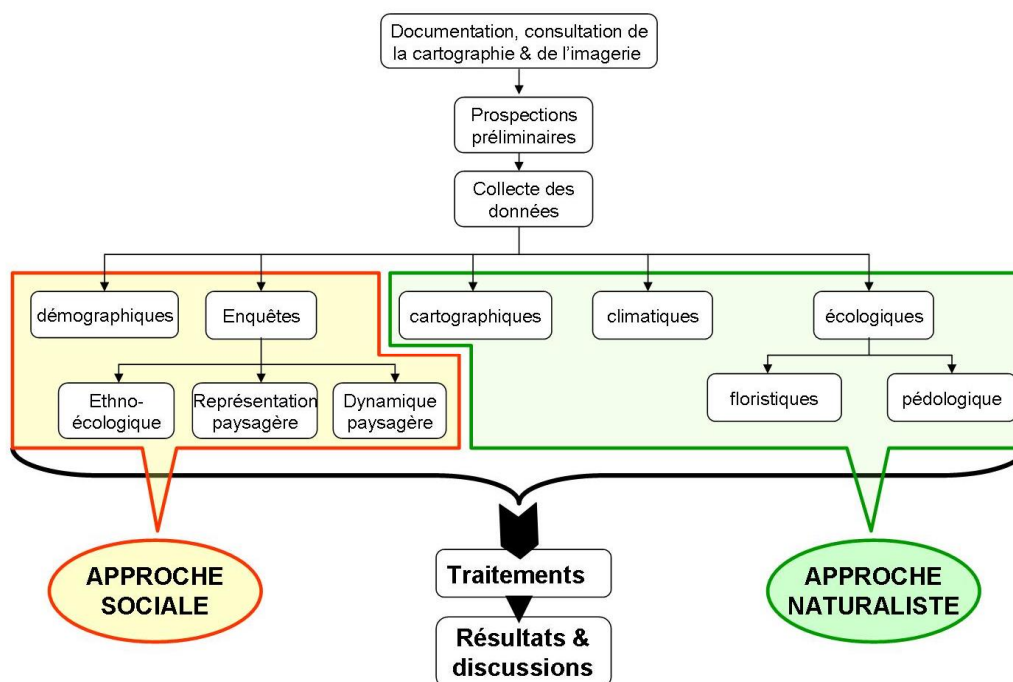 Documentation, consultation de
la cartographie & de l’imagerie
Prospections
préliminaires
Collecte des
données
démographiques
Enquêtes
cartographiques
climatiques
écologiques
Ethno-
écologique
Représentation
paysagère
Dynamique
paysagère
floristiques
pédologique
APPROCHE
SOCIALE
Traitements
Résultats &
discussions
APPROCHE
NATURALISTE